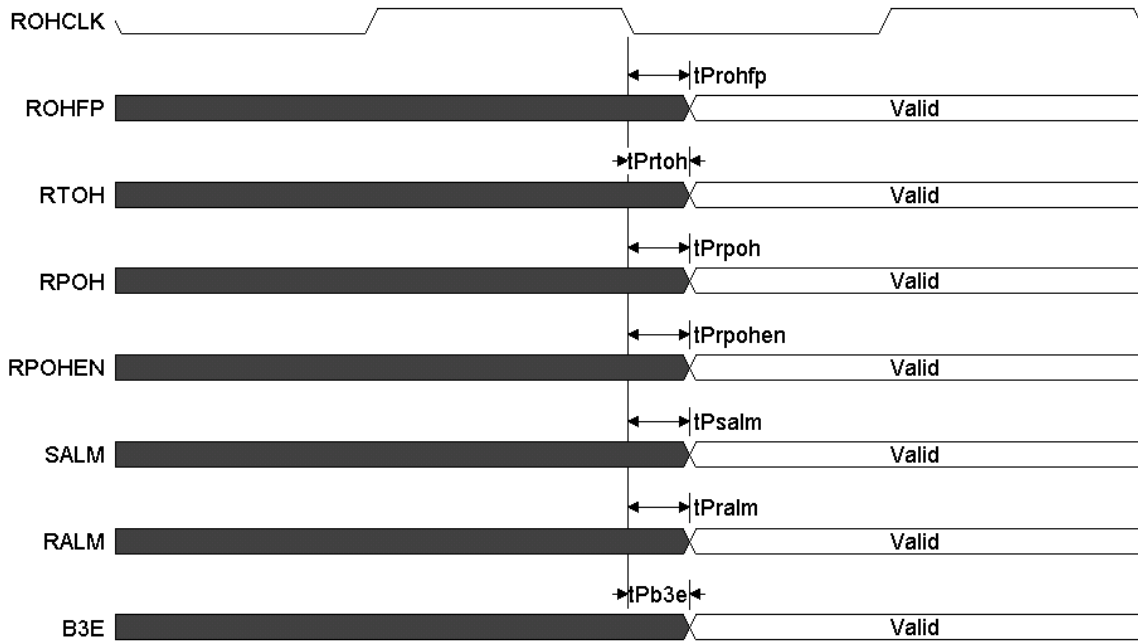 ROHCLK
tProhfp
ROHFP Valid
tPrtoh
RTOH Valid
tPrpoh
RPOH Valid
tPrpohen
RPOHEN Valid
tPsalm
SALM Valid
tPralm
RALM Valid
tPb3e
B3E Valid